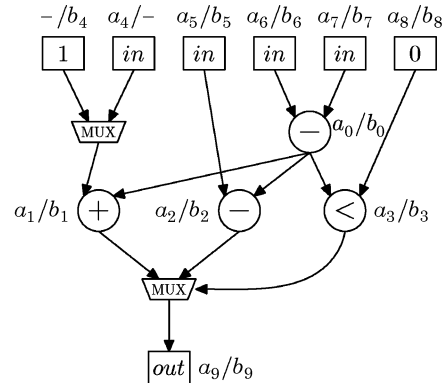 −/b₄ a₄/− a₅/b₅ a₆/b₆ a₇/b₇ a₈/b₈
1 in in in in 0
MUX − a₀/b₀
a₁/b₁ + a₂/b₂ − < a₃/b₃
MUX
out a₉/b₉